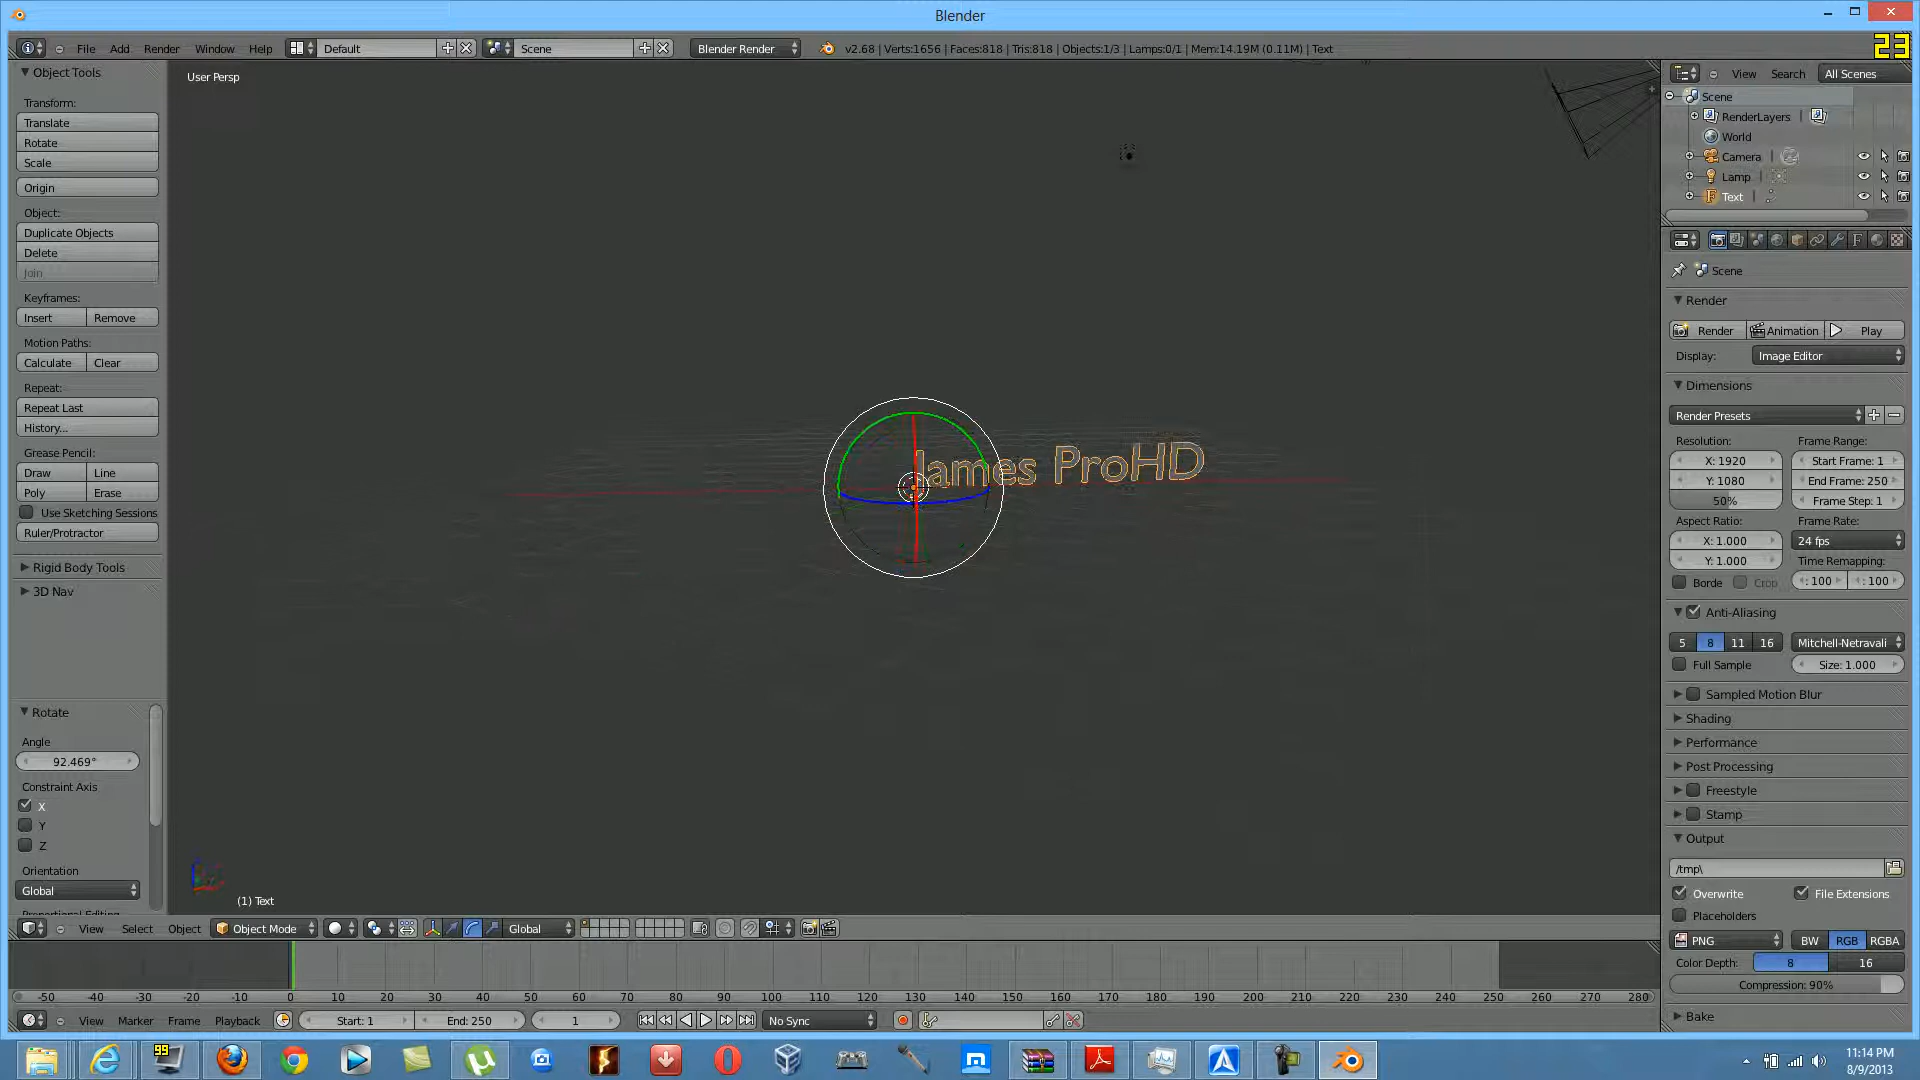 Blender
File Add Render Window Help Default Scene Blender Render v2.68 | Verts:1656 | Faces:818 | Tris:818 | Objects:1/3 | Lamps:0/1 | Mem:14.19M (0.11M) | Text
23
Object Tools
Transform:
Translate
Rotate
Scale
Origin
Object:
Duplicate Objects
Delete
Join
Keyframes:
Insert Remove
Motion Paths:
Calculate Clear
Repeat:
Repeat Last
History...
Grease Pencil:
Draw Line
Poly Erase
Use Sketching Sessions
Ruler/Protractor
Rigid Body Tools
3D Nav
Rotate
Angle
92.469°
Constraint Axis
X
Y
Z
Orientation
Global
User Persp
James ProHD
(1) Text
View Search All Scenes
Scene
RenderLayers
World
Camera
Lamp
Text
Scene
Render
Render Animation Play
Display: Image Editor
Dimensions
Render Presets
Resolution: Frame Range:
X: 1920 Start Frame: 1
Y: 1080 End Frame: 250
50% Frame Step: 1
Aspect Ratio: Frame Rate:
X: 1.000 24 fps
Y: 1.000 Time Remapping:
Borde Crop : 100 : 100
Anti-Aliasing
5 8 11 16 Mitchell-Netravali
Full Sample Size: 1.000
Sampled Motion Blur
Shading
Performance
Post Processing
Freestyle
Stamp
Output
/tmp\
Overwrite File Extensions
Placeholders
PNG BW RGB RGBA
Color Depth: 8 16
Compression: 90%
Bake
View Select Object Object Mode Global
-50 -40 -30 -20 -10 0 10 20 30 40 50 60 70 80 90 100 110 120 130 140 150 160 170 180 190 200 210 220 230 240 250 260 270 280
View Marker Frame Playback Start: 1 End: 250 1 No Sync
99
11:14 PM
8/9/2013